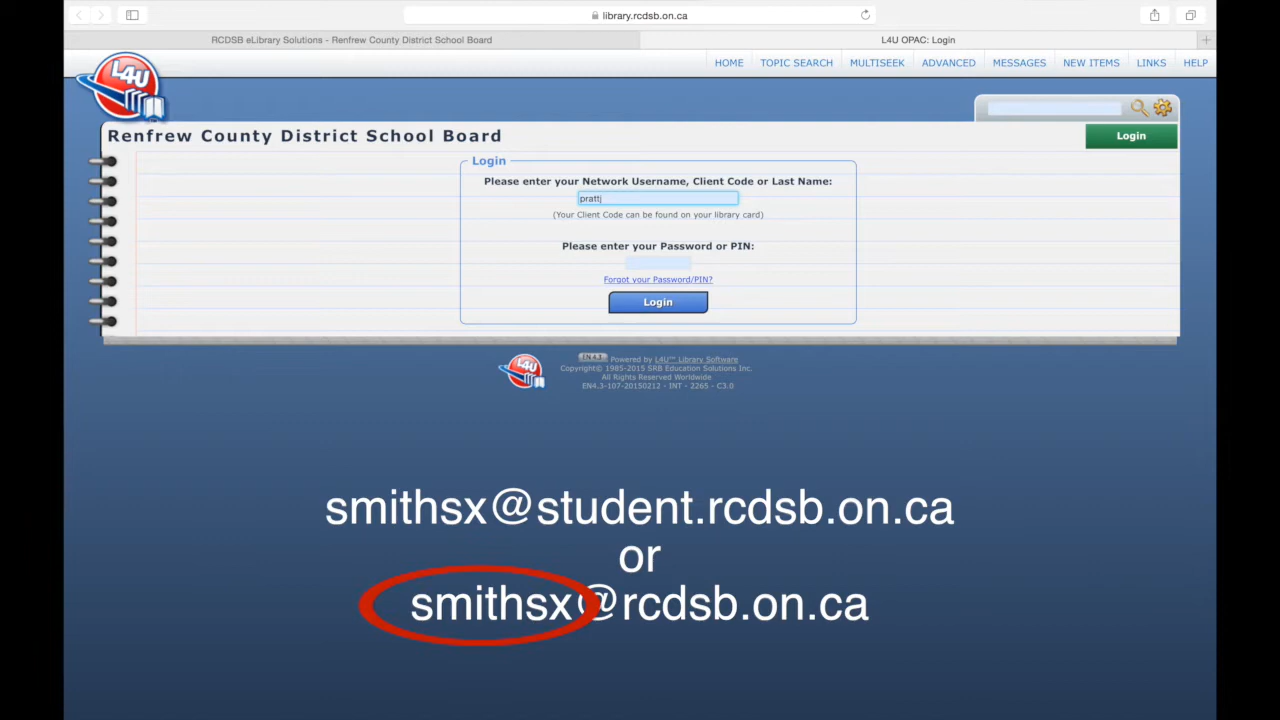 library.rcdsb.on.ca
RCDSB eLibrary Solutions - Renfrew County District School Board
L4U OPAC: Login
L4U
HOME
TOPIC SEARCH
MULTISEEK
ADVANCED
MESSAGES
NEW ITEMS
LINKS
HELP
Renfrew County District School Board
Login
Login
Please enter your Network Username, Client Code or Last Name:
prattj
(Your Client Code can be found on your library card)
Please enter your Password or PIN:
Forgot your Password/PIN?
Login
L4U
EN4.3 Powered by L4U™ Library Software
Copyright© 1985-2015 SRB Education Solutions Inc.
All Rights Reserved Worldwide
EN4.3-107-20150212 - INT - 2265 - C3.0
smithsx@student.rcdsb.on.ca
or
smithsx@rcdsb.on.ca